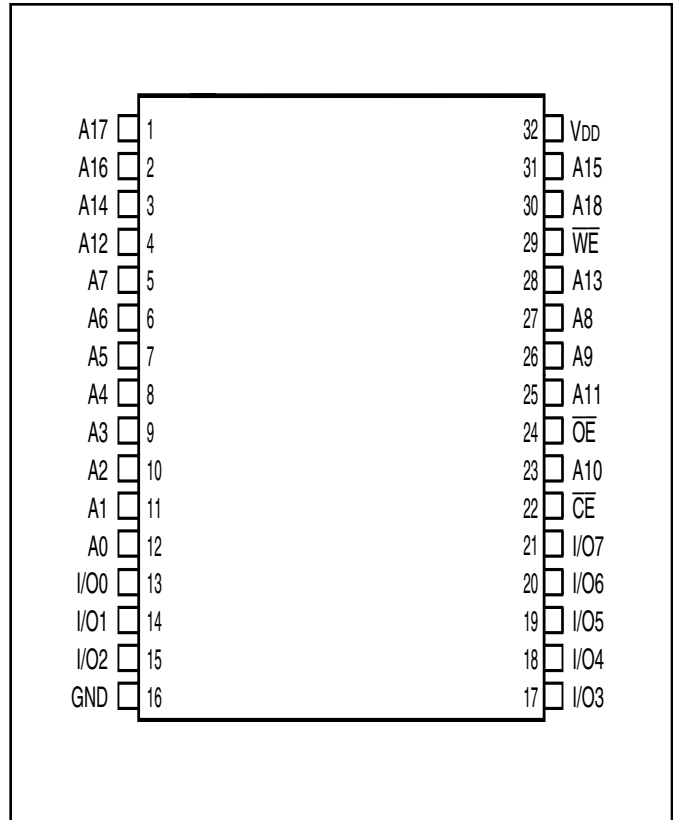 A17 1 32 VDD
A16 2 31 A15
A14 3 30 A18
A12 4 29 W̅E̅
A7 5 28 A13
A6 6 27 A8
A5 7 26 A9
A4 8 25 A11
A3 9 24 O̅E̅
A2 10 23 A10
A1 11 22 C̅E̅
A0 12 21 I/O7
I/O0 13 20 I/O6
I/O1 14 19 I/O5
I/O2 15 18 I/O4
GND 16 17 I/O3